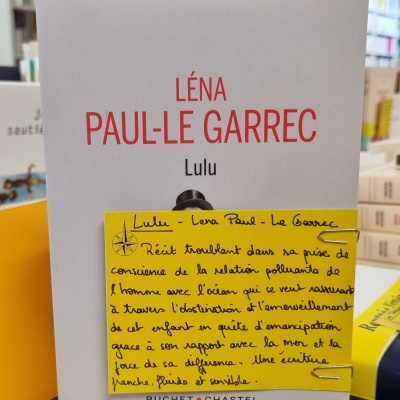 LÉNA
PAUL-LE GARREC
Lulu
Lulu - Lena Paul - Le Garrec
Récit troublant dans sa prise de
conscience de la relation polluante de
l'homme avec l'océan qui se veut rassurant
à travers l'obstination et l'émerveillement
de cet enfant en quête d'émancipation
grace à son rapport avec la mer et la
force de sa différence. Une écriture
franche, fluide et sensible.
BUCHET • CHASTEL